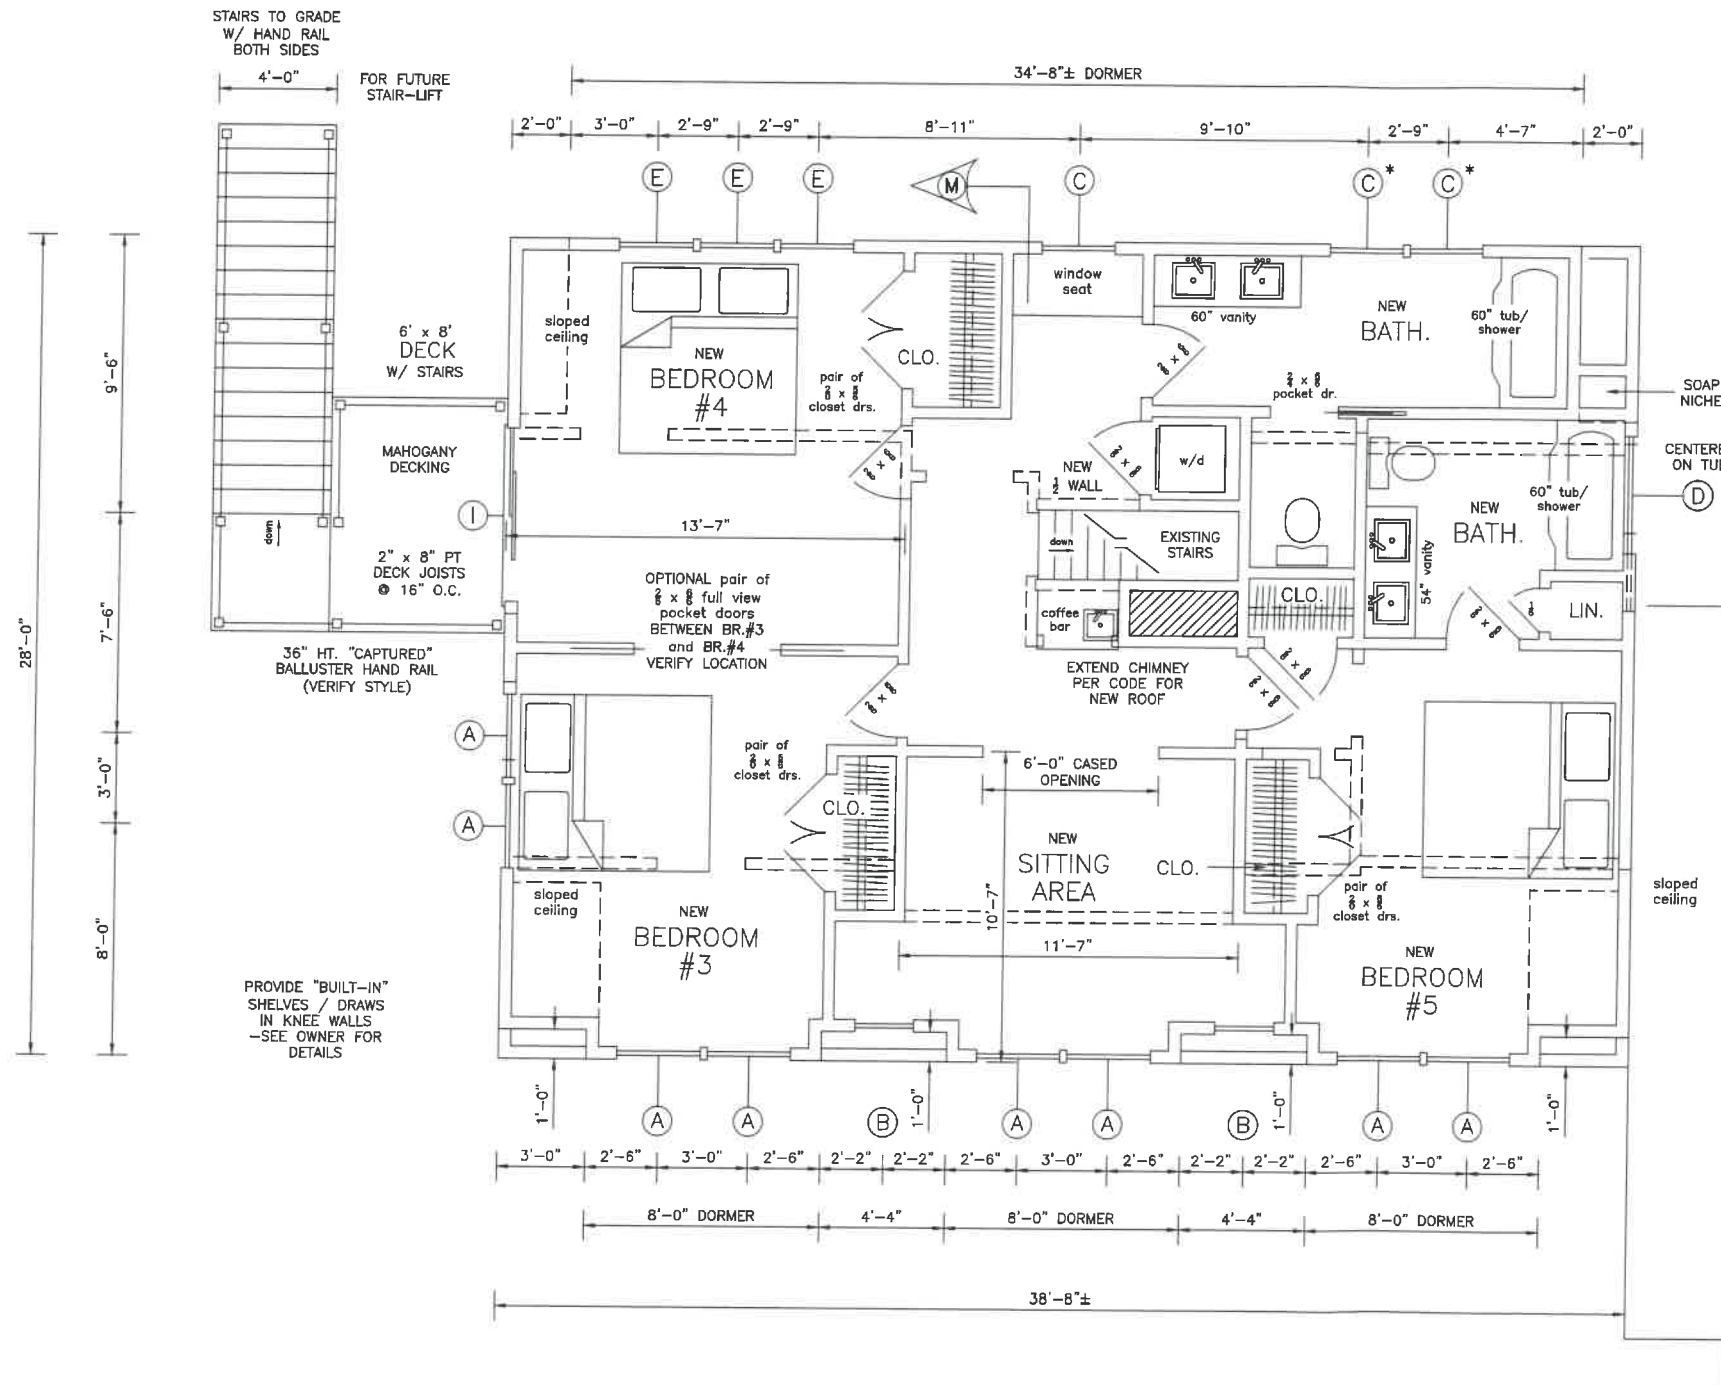 STAIRS TO GRADE
W/ HAND RAIL
BOTH SIDES
4'-0"
FOR FUTURE
STAIR-LIFT
34'-8"± DORMER
2'-0" 3'-0" 2'-9" 2'-9" 8'-11" 9'-10" 2'-9" 4'-7" 2'-0"
E E E M C C* C*
window
seat
60" vanity
NEW
BATH.
60" tub/
shower
sloped
ceiling
6' x 8'
DECK
W/ STAIRS
NEW
BEDROOM
#4
CLO.
pair of
closet drs.
pocket dr.
SOAP
NICHE
9'-6"
MAHOGANY
DECKING
w/d
NEW
1/2 WALL
CENTERE
ON TU
D
60" tub/
shower
NEW
BATH.
I
13'-7"
down
down
EXISTING
STAIRS
2" x 8" PT
DECK JOISTS
@ 16" O.C.
OPTIONAL pair of
full view
pocket doors
BETWEEN BR.#3
and BR.#4
VERIFY LOCATION
coffee
bar
CLO.
54" vanity
LIN.
7'-6"
28'-0"
36" HT. "CAPTURED"
BALLUSTER HAND RAIL
(VERIFY STYLE)
EXTEND CHIMNEY
PER CODE FOR
NEW ROOF
A
pair of
closet drs.
6'-0" CASED
OPENING
3'-0"
A
CLO.
NEW
SITTING
AREA
CLO.
10'-7"
sloped
ceiling
pair of
closet drs.
sloped
ceiling
8'-0"
NEW
BEDROOM
#3
11'-7"
NEW
BEDROOM
#5
PROVIDE "BUILT-IN"
SHELVES / DRAWS
IN KNEE WALLS
-SEE OWNER FOR
DETAILS
1'-0" 1'-0" 1'-0" 1'-0"
A A B A A B A A
3'-0" 2'-6" 3'-0" 2'-6" 2'-2" 2'-2" 2'-6" 3'-0" 2'-6" 2'-2" 2'-2" 2'-6" 3'-0" 2'-6"
8'-0" DORMER 4'-4" 8'-0" DORMER 4'-4" 8'-0" DORMER
38'-8"±